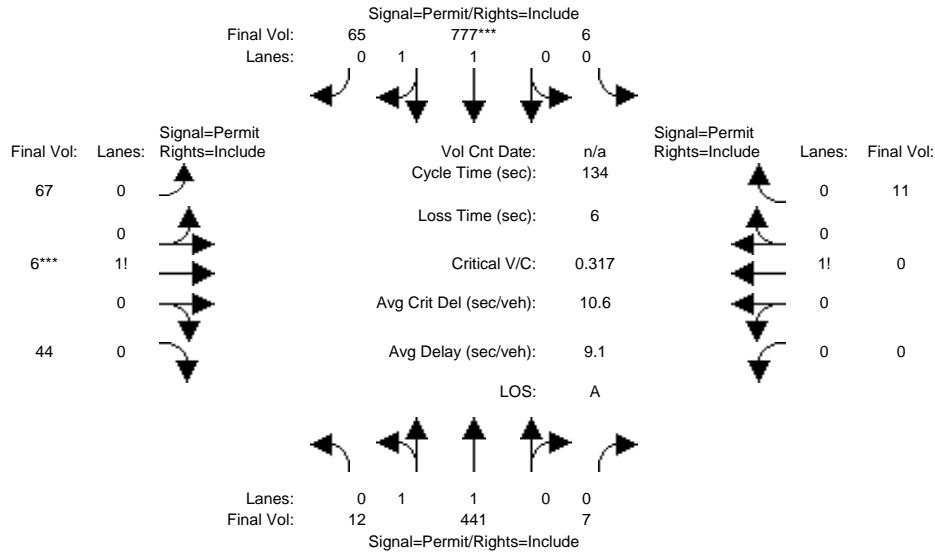 Signal=Permit/Rights=Include
Final Vol: 65 777*** 6
Lanes: 0 1 1 0 0
Signal=Permit Signal=Permit
Final Vol: Lanes: Rights=Include Vol Cnt Date: n/a Rights=Include Lanes: Final Vol:
Cycle Time (sec): 134
67 0 0 11
Loss Time (sec): 6
0 0
6*** 1! Critical V/C: 0.317 1! 0
0 Avg Crit Del (sec/veh): 10.6 0
44 0 Avg Delay (sec/veh): 9.1 0 0
LOS: A
Lanes: 0 1 1 0 0
Final Vol: 12 441 7
Signal=Permit/Rights=Include